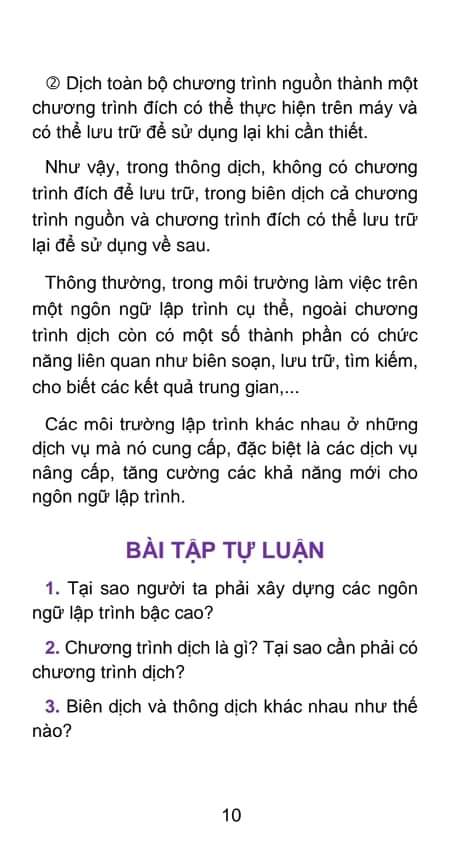 ② Dịch toàn bộ chương trình nguồn thành một
chương trình đích có thể thực hiện trên máy và
có thể lưu trữ để sử dụng lại khi cần thiết.
Như vậy, trong thông dịch, không có chương
trình đích để lưu trữ, trong biên dịch cả chương
trình nguồn và chương trình đích có thể lưu trữ
lại để sử dụng về sau.
Thông thường, trong môi trường làm việc trên
một ngôn ngữ lập trình cụ thể, ngoài chương
trình dịch còn có một số thành phần có chức
năng liên quan như biên soạn, lưu trữ, tìm kiếm,
cho biết các kết quả trung gian,...
Các môi trường lập trình khác nhau ở những
dịch vụ mà nó cung cấp, đặc biệt là các dịch vụ
nâng cấp, tăng cường các khả năng mới cho
ngôn ngữ lập trình.
BÀI TẬP TỰ LUẬN
1. Tại sao người ta phải xây dựng các ngôn
ngữ lập trình bậc cao?
2. Chương trình dịch là gì? Tại sao cần phải có
chương trình dịch?
3. Biên dịch và thông dịch khác nhau như thế
nào?
10